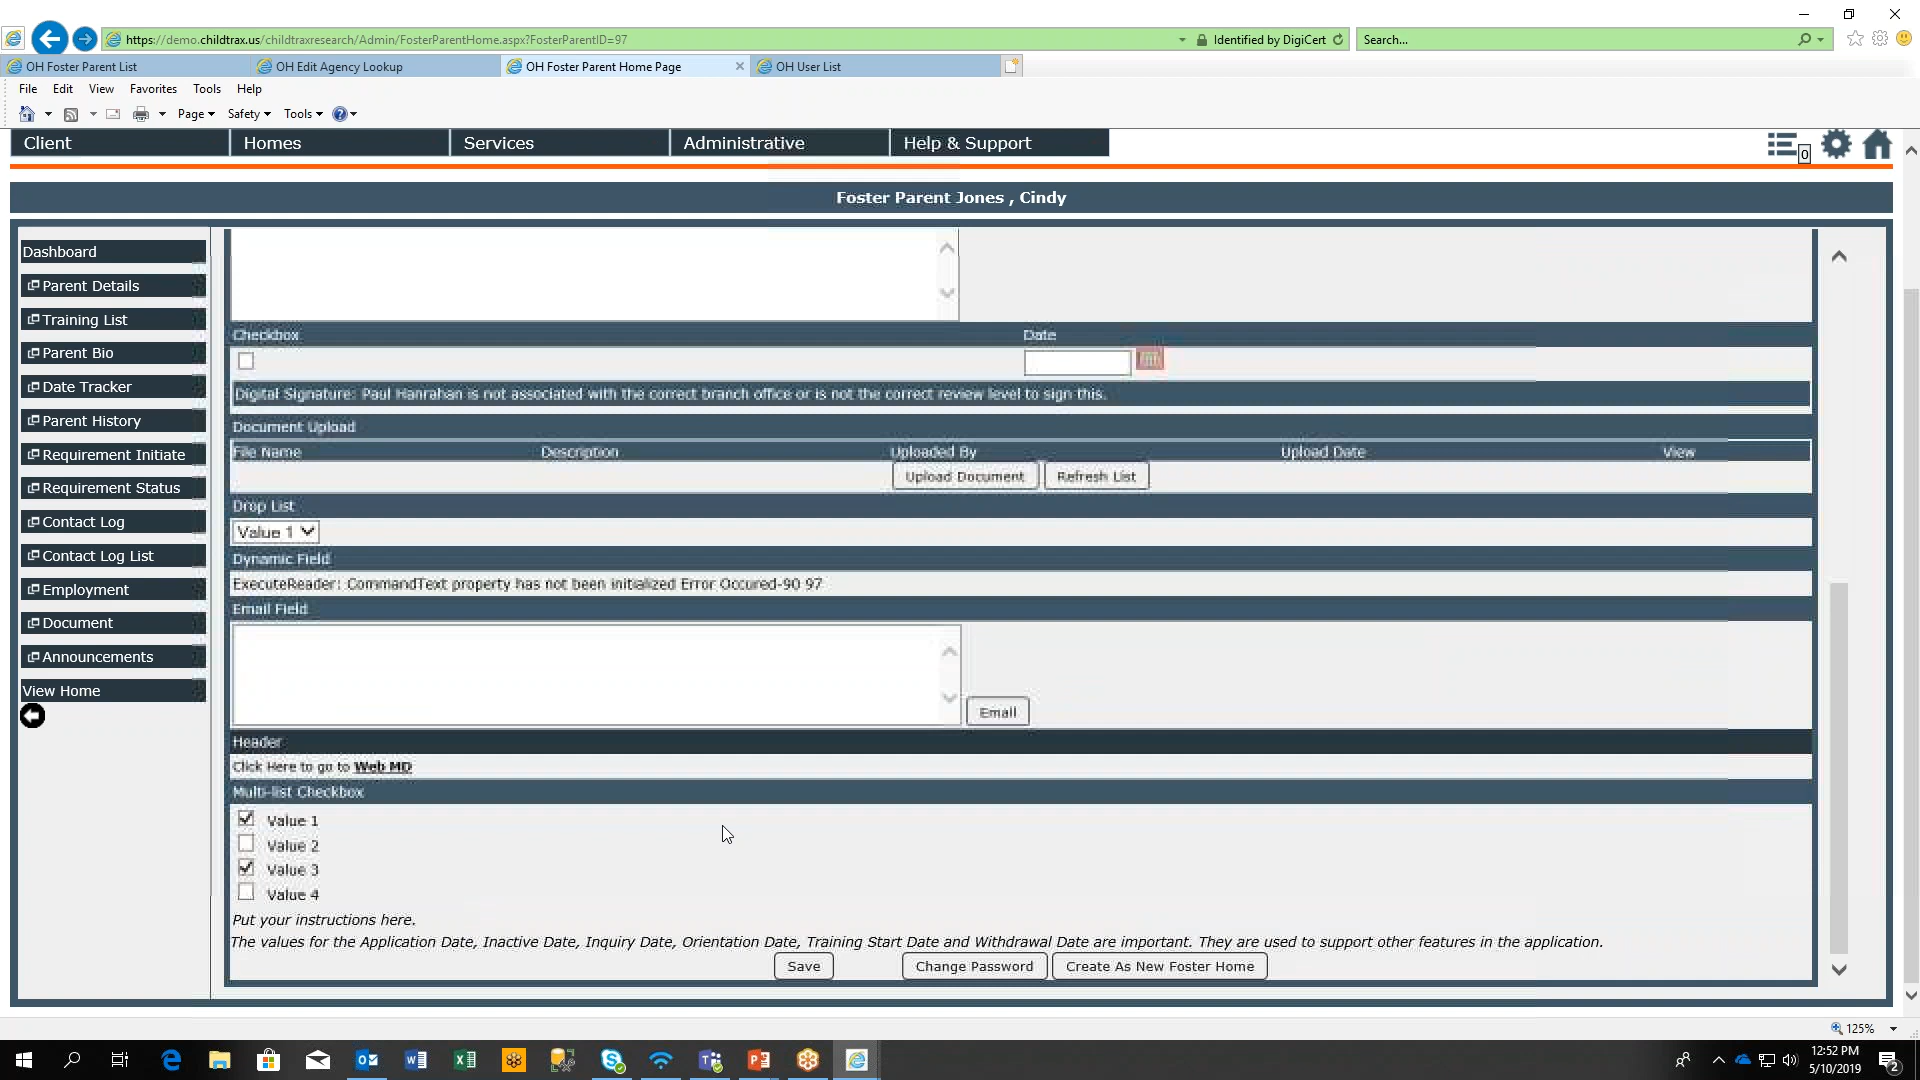 https://demo.childtrax.us/childtraxresearch/Admin/FosterParentHome.aspx?FosterParentID=97
Identified by DigiCert
Search...
OH Foster Parent List
OH Edit Agency Lookup
OH Foster Parent Home Page
OH User List
File Edit View Favorites Tools Help
Page Safety Tools
Client Homes Services Administrative Help & Support
0
Foster Parent Jones , Cindy
Dashboard
Parent Details
Training List
Parent Bio
Date Tracker
Parent History
Requirement Initiate
Requirement Status
Contact Log
Contact Log List
Employment
Document
Announcements
View Home
Checkbox Date
Digital Signature: Paul Hanrahan is not associated with the correct branch office or is not the correct review level to sign this.
Document Upload
File Name Description Uploaded By Upload Date View
Upload Document Refresh List
Drop List
Value 1
Dynamic Field
ExecuteReader: CommandText property has not been initialized Error Occured-90 97
Email Field
Email
Header
Click Here to go to Web MD
Multi-list Checkbox
Value 1
Value 2
Value 3
Value 4
Put your instructions here.
The values for the Application Date, Inactive Date, Inquiry Date, Orientation Date, Training Start Date and Withdrawal Date are important. They are used to support other features in the application.
Save Change Password Create As New Foster Home
125%
12:52 PM
5/10/2019
2